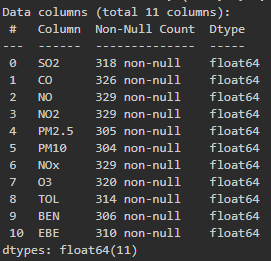 Data columns (total 11 columns):
 #   Column  Non-Null Count  Dtype
---  ------  --------------  -----
 0   SO2     318 non-null    float64
 1   CO      326 non-null    float64
 2   NO      329 non-null    float64
 3   NO2     329 non-null    float64
 4   PM2.5   305 non-null    float64
 5   PM10    304 non-null    float64
 6   NOx     329 non-null    float64
 7   O3      320 non-null    float64
 8   TOL     314 non-null    float64
 9   BEN     306 non-null    float64
 10  EBE     310 non-null    float64
dtypes: float64(11)